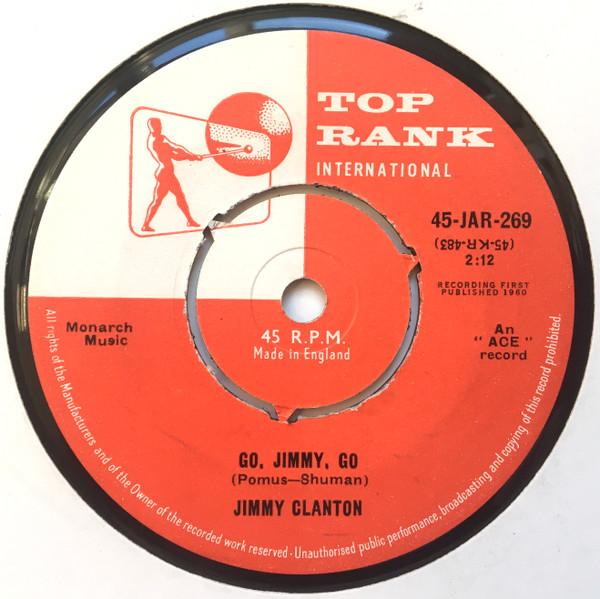 TOP
RANK
INTERNATIONAL
45-JAR-269
(45-K-R-483)
2:12
RECORDING FIRST
PUBLISHED 1960
Monarch
Music
An
" ACE "
record
45 R.P.M.
Made in England
GO, JIMMY, GO
(Pomus—Shuman)
JIMMY CLANTON
All rights of the Manufacturers and of the Owner of the recorded work reserved - Unauthorised public performance, broadcasting and copying of this record prohibited.